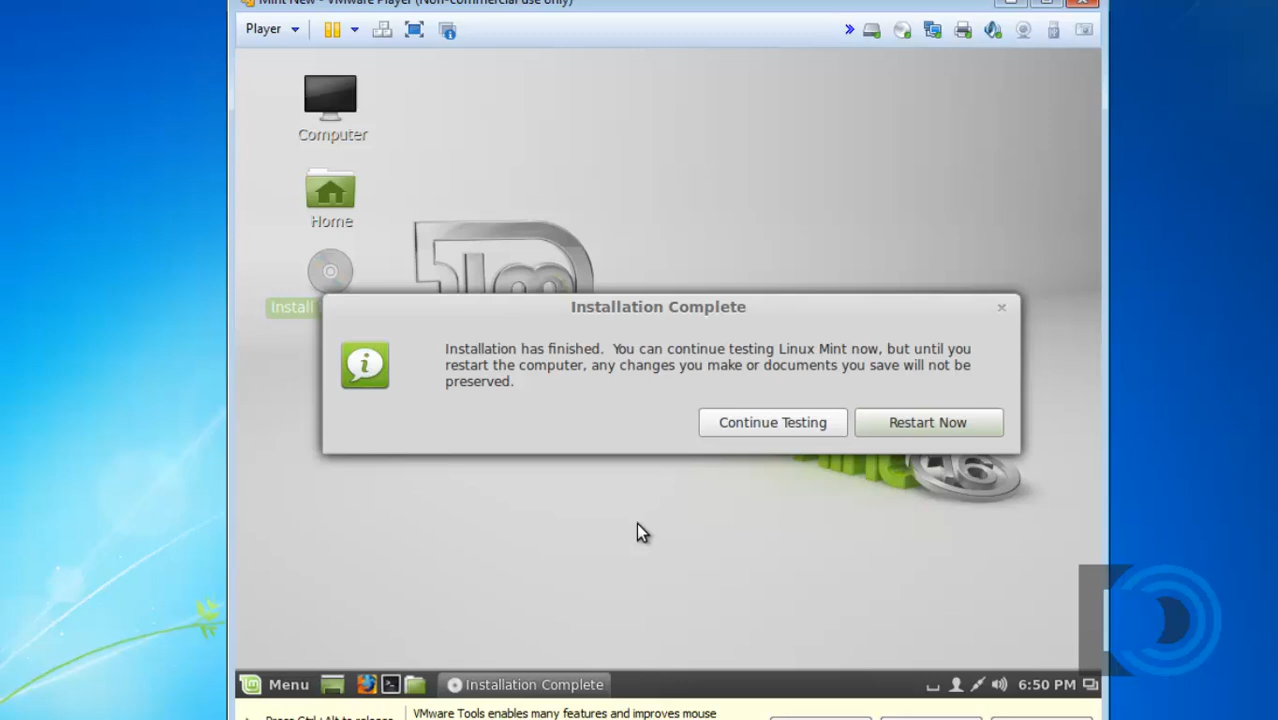 Mint New - VMware Player (Non-commercial use only)
Player
Computer
Home
Install
Installation Complete
Installation has finished. You can continue testing Linux Mint now, but until you
restart the computer, any changes you make or documents you save will not be
preserved.
Continue Testing
Restart Now
Menu
Installation Complete
6:50 PM
Press Ctrl+Alt to release
VMware Tools enables many features and improves mouse